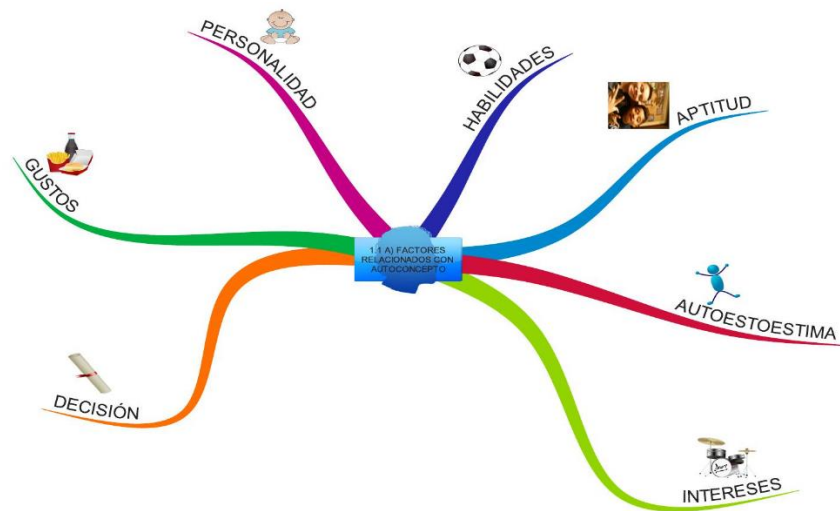 PERSONALIDAD
HABILIDADES
APTITUD
GUSTOS
1.1 A) FACTORES
RELACIONADOS CON
AUTOCONCEPTO
AUTOESTOESTIMA
DECISIÓN
INTERESES